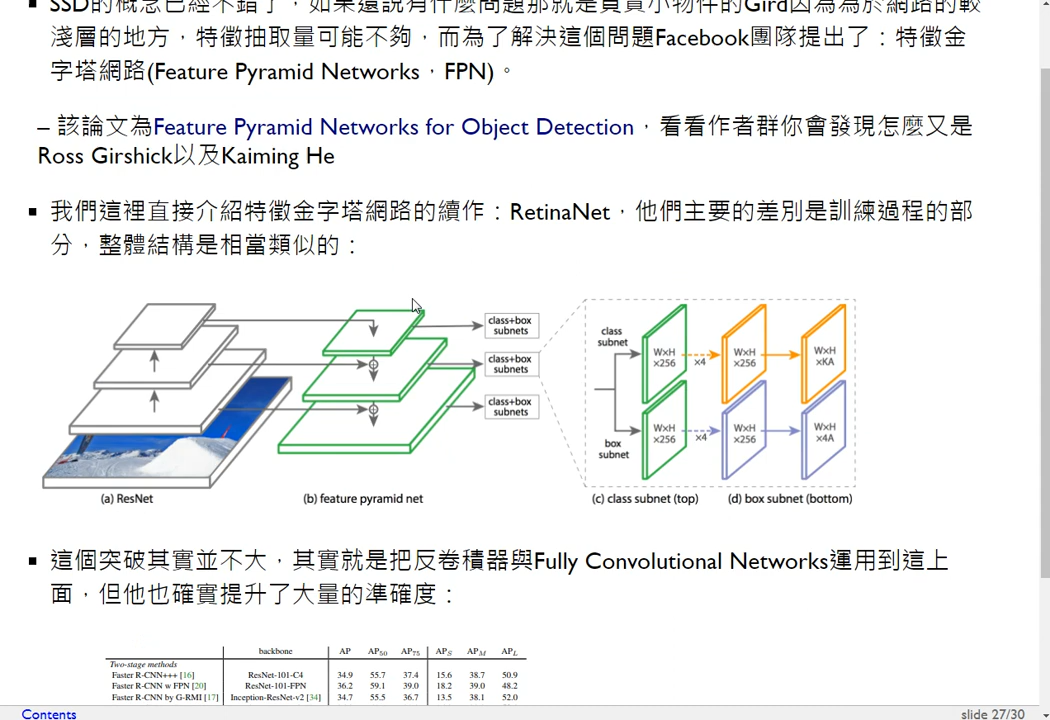 SSD的概念已經不錯了，如果還說有什麼問題那就是負責小物件的Gird因為為於網路的較
淺層的地方，特徵抽取量可能不夠，而為了解決這個問題Facebook團隊提出了：特徵金
字塔網路(Feature Pyramid Networks，FPN)。
– 該論文為Feature Pyramid Networks for Object Detection，看看作者群你會發現怎麼又是
Ross Girshick以及Kaiming He
▪ 我們這裡直接介紹特徵金字塔網路的續作：RetinaNet，他們主要的差別是訓練過程的部
分，整體結構是相當類似的：
class+box
subnets
class+box
subnets
class+box
subnets
class
subnet
W×H
×256
×4
W×H
×256
W×H
×KA
box
subnet
W×H
×256
×4
W×H
×256
W×H
×4A
(a) ResNet
(b) feature pyramid net
(c) class subnet (top)
(d) box subnet (bottom)
▪ 這個突破其實並不大，其實就是把反卷積器與Fully Convolutional Networks運用到這上
面，但他也確實提升了大量的準確度：
backbone AP AP50 AP75 APS APM APL
Two-stage methods
Faster R-CNN+++ [16] ResNet-101-C4 34.9 55.7 37.4 15.6 38.7 50.9
Faster R-CNN w FPN [20] ResNet-101-FPN 36.2 59.1 39.0 18.2 39.0 48.2
Faster R-CNN by G-RMI [17] Inception-ResNet-v2 [34] 34.7 55.5 36.7 13.5 38.1 52.0
Contents
slide 27/30